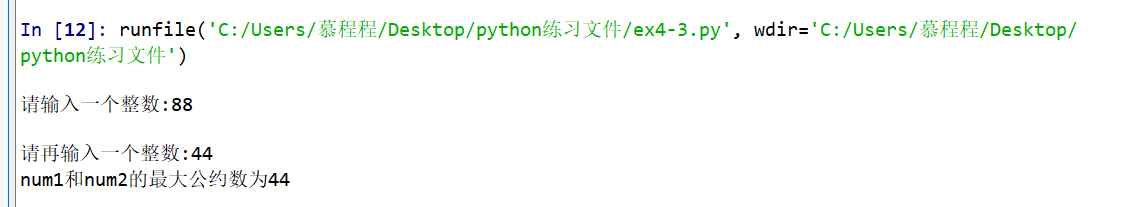 In [12]: runfile('C:/Users/慕程程/Desktop/python练习文件/ex4-3.py', wdir='C:/Users/慕程程/Desktop/
python练习文件')
请输入一个整数:88
请再输入一个整数:44
num1和num2的最大公约数为44